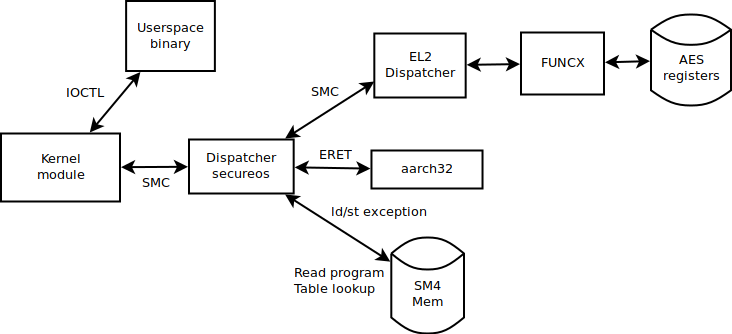 Userspace
binary
IOCTL
Kernel
module
SMC
Dispatcher
secureos
SMC
EL2
Dispatcher
FUNCX
AES
registers
ERET
aarch32
ld/st exception
Read program
Table lookup
SM4
Mem